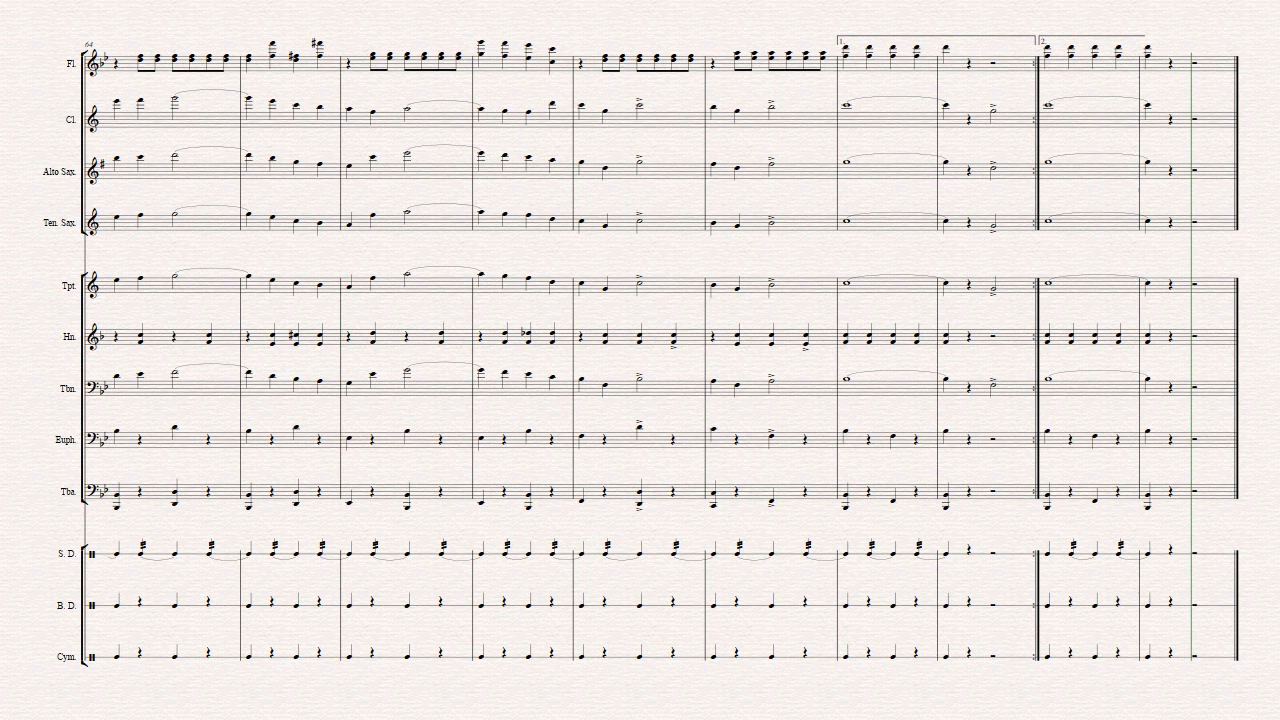 64
1.
2.
Fl.
Cl.
Alto Sax.
Ten. Sax.
Tpt.
Hn.
Tbn.
Euph.
Tba.
S. D.
B. D.
Cym.